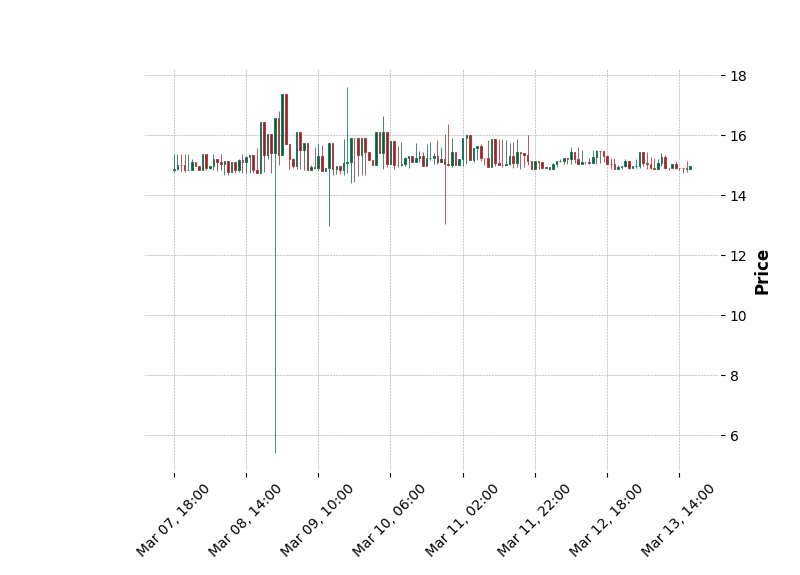 18
16
14
12
10
8
6
Price
Mar 07, 18:00
Mar 08, 14:00
Mar 09, 10:00
Mar 10, 06:00
Mar 11, 02:00
Mar 11, 22:00
Mar 12, 18:00
Mar 13, 14:00